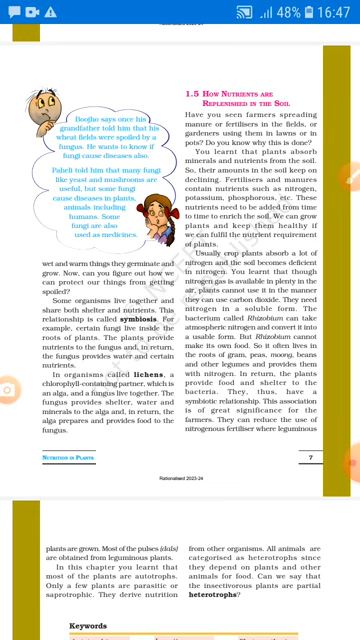 48%
16:47
Boojho says once his
grandfather told him that his
wheat fields were spoiled by a
fungus. He wants to know if
fungi cause diseases also.
Paheli told him that many fungi
like yeast and mushrooms are
useful, but some fungi
cause diseases in plants,
animals including
humans. Some
fungi are also
used as medicines.
wet and warm things they germinate and
grow. Now, can you figure out how we
can protect our things from getting
spoiled?
Some organisms live together and
share both shelter and nutrients. This
relationship is called symbiosis. For
example, certain fungi live inside the
roots of plants. The plants provide
nutrients to the fungus and, in return,
the fungus provides water and certain
nutrients.
In organisms called lichens, a
chlorophyll-containing partner, which is
an alga, and a fungus live together. The
fungus provides shelter, water and
minerals to the alga and, in return, the
alga prepares and provides food to the
fungus.
1.5 How Nutrients are
Replenished in the Soil
Have you seen farmers spreading
manure or fertilisers in the fields, or
gardeners using them in lawns or in
pots? Do you know why this is done?
You learnt that plants absorb
minerals and nutrients from the soil.
So, their amounts in the soil keep on
declining. Fertilisers and manures
contain nutrients such as nitrogen,
potassium, phosphorous, etc. These
nutrients need to be added from time
to time to enrich the soil. We can grow
plants and keep them healthy if
we can fulfil the nutrient requirement
of plants.
Usually crop plants absorb a lot of
nitrogen and the soil becomes deficient
in nitrogen. You learnt that though
nitrogen gas is available in plenty in the
air, plants cannot use it in the manner
they can use carbon dioxide. They need
nitrogen in a soluble form. The
bacterium called Rhizobium can take
atmospheric nitrogen and convert it into
a usable form. But Rhizobium cannot
make its own food. So it often lives in
the roots of gram, peas, moong, beans
and other legumes and provides them
with nitrogen. In return, the plants
provide food and shelter to the
bacteria. They, thus, have a
symbiotic relationship. This association
is of great significance for the
farmers. They can reduce the use of
nitrogenous fertiliser where leguminous
Nutrition in Plants
7
Rationalised 2023-24
plants are grown. Most of the pulses (dals)
are obtained from leguminous plants.
In this chapter you learnt that
most of the plants are autotrophs.
Only a few plants are parasitic or
saprotrophic. They derive nutrition
from other organisms. All animals are
categorised as heterotrophs since
they depend on plants and other
animals for food. Can we say that
the insectivorous plants are partial
heterotrophs?
Keywords